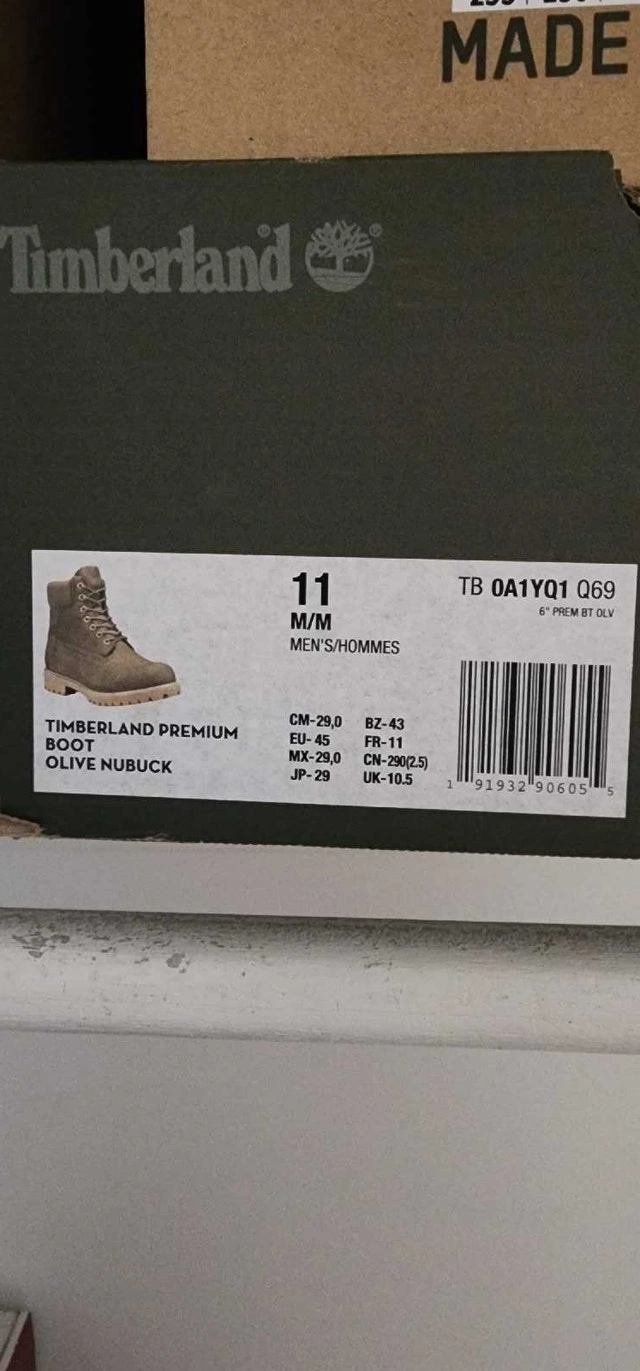 MADE
Timberland®
11
M/M
MEN'S/HOMMES
TB 0A1YQ1 Q69
6" PREM BT OLV
TIMBERLAND PREMIUM
BOOT
OLIVE NUBUCK
CM-29,0 BZ-43
EU-45 FR-11
MX-29,0 CN-290(2.5)
JP-29 UK-10.5
1 91932 90605 5